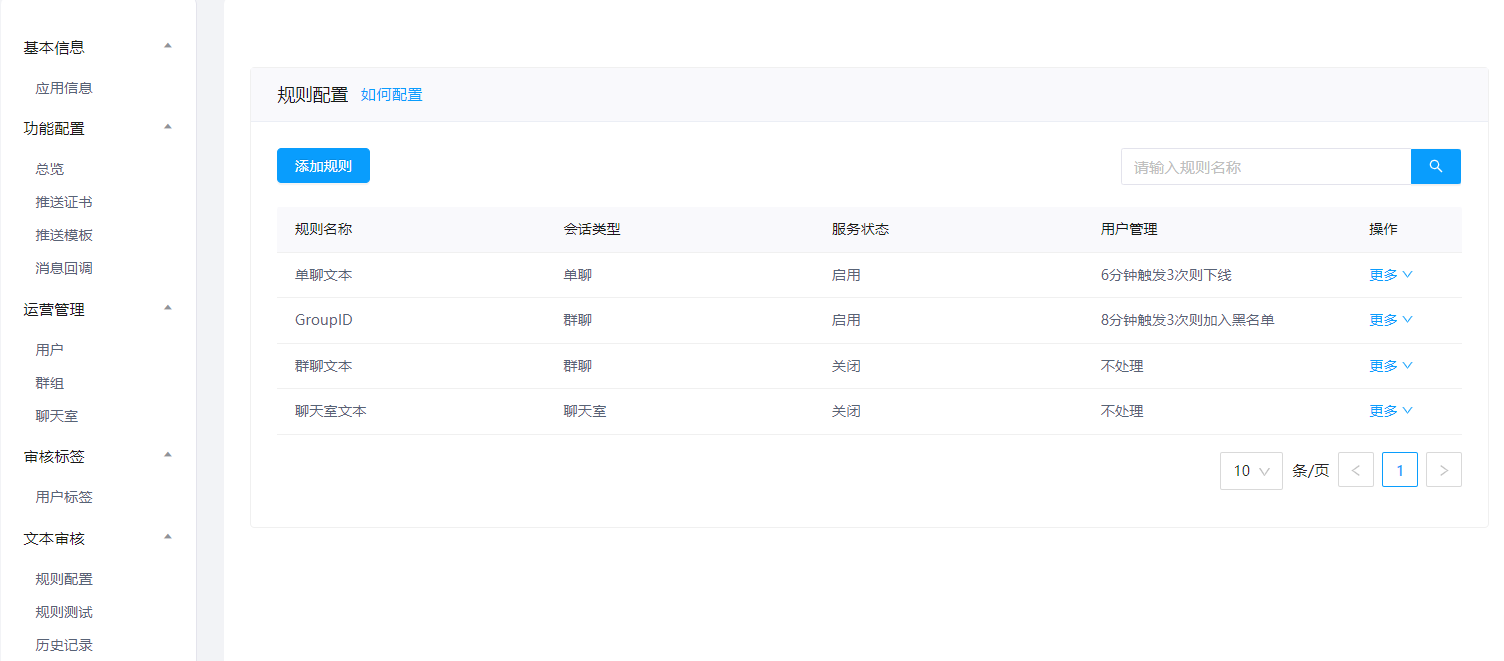 基本信息
应用信息
功能配置
总览
推送证书
推送模板
消息回调
运营管理
用户
群组
聊天室
审核标签
用户标签
文本审核
规则配置
规则测试
历史记录
规则配置 如何配置
添加规则 请输入规则名称
规则名称 会话类型 服务状态 用户管理 操作
单聊文本 单聊 启用 6分钟触发3次则下线 更多
GroupID 群聊 启用 8分钟触发3次则加入黑名单 更多
群聊文本 群聊 关闭 不处理 更多
聊天室文本 聊天室 关闭 不处理 更多
10 条/页 < 1 >